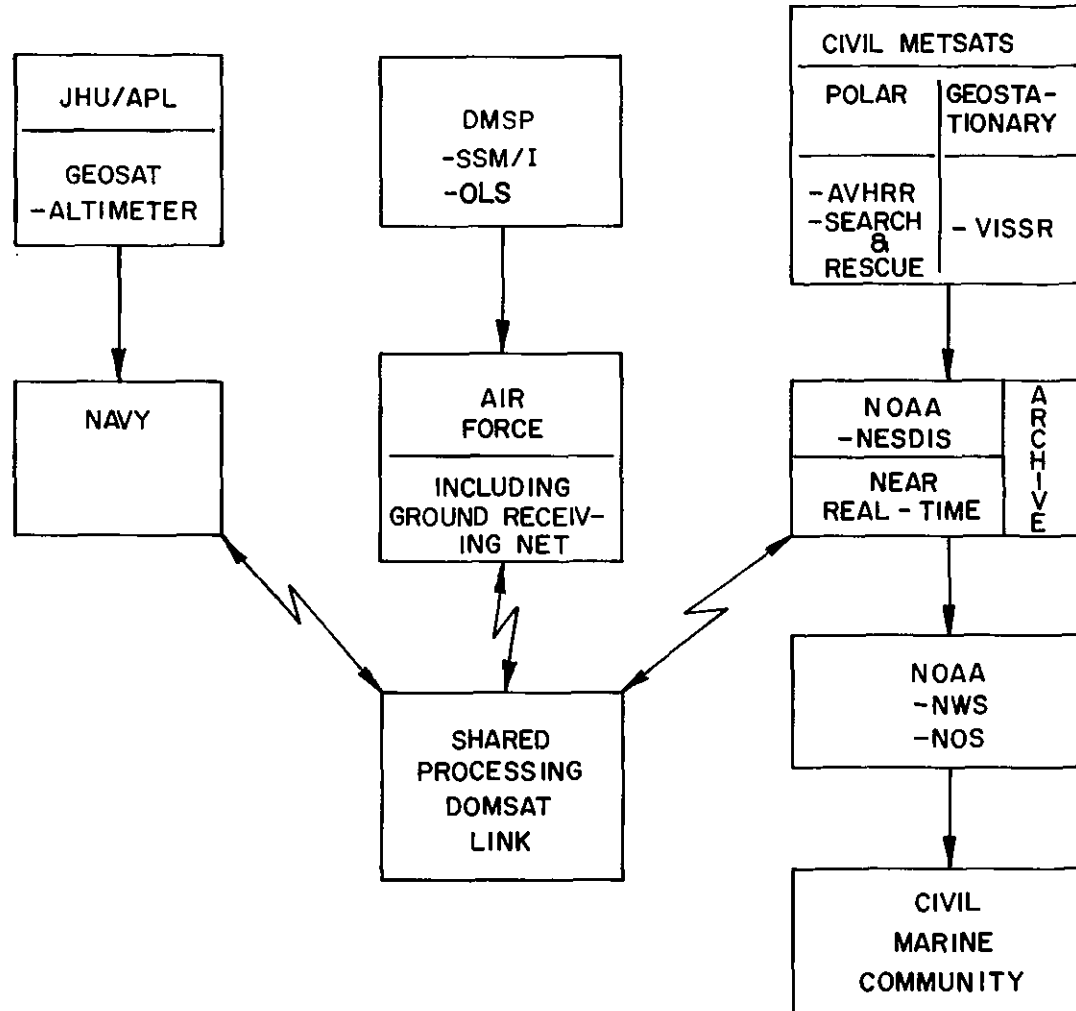 JHU/APL
GEOSAT
-ALTIMETER
DMSP
-SSM/I
-OLS
CIVIL METSATS
POLAR
GEOSTA-
TIONARY
-AVHRR
-SEARCH
&
RESCUE
- VISSR
NAVY
AIR
FORCE
INCLUDING
GROUND RECEIV-
ING NET
NOAA
-NESDIS
NEAR
REAL-TIME
ARCHIVE
SHARED
PROCESSING
DOMSAT
LINK
NOAA
-NWS
-NOS
CIVIL
MARINE
COMMUNITY